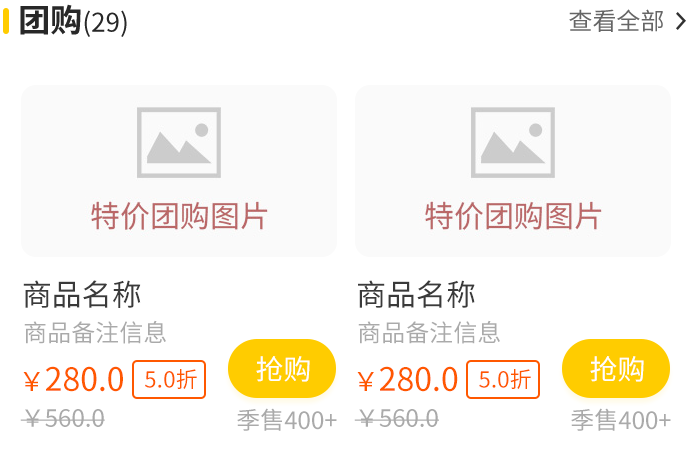 团购(29)
查看全部
特价团购图片
特价团购图片
商品名称
商品备注信息
￥280.0 5.0折
￥560.0
抢购
季售400+
商品名称
商品备注信息
￥280.0 5.0折
￥560.0
抢购
季售400+